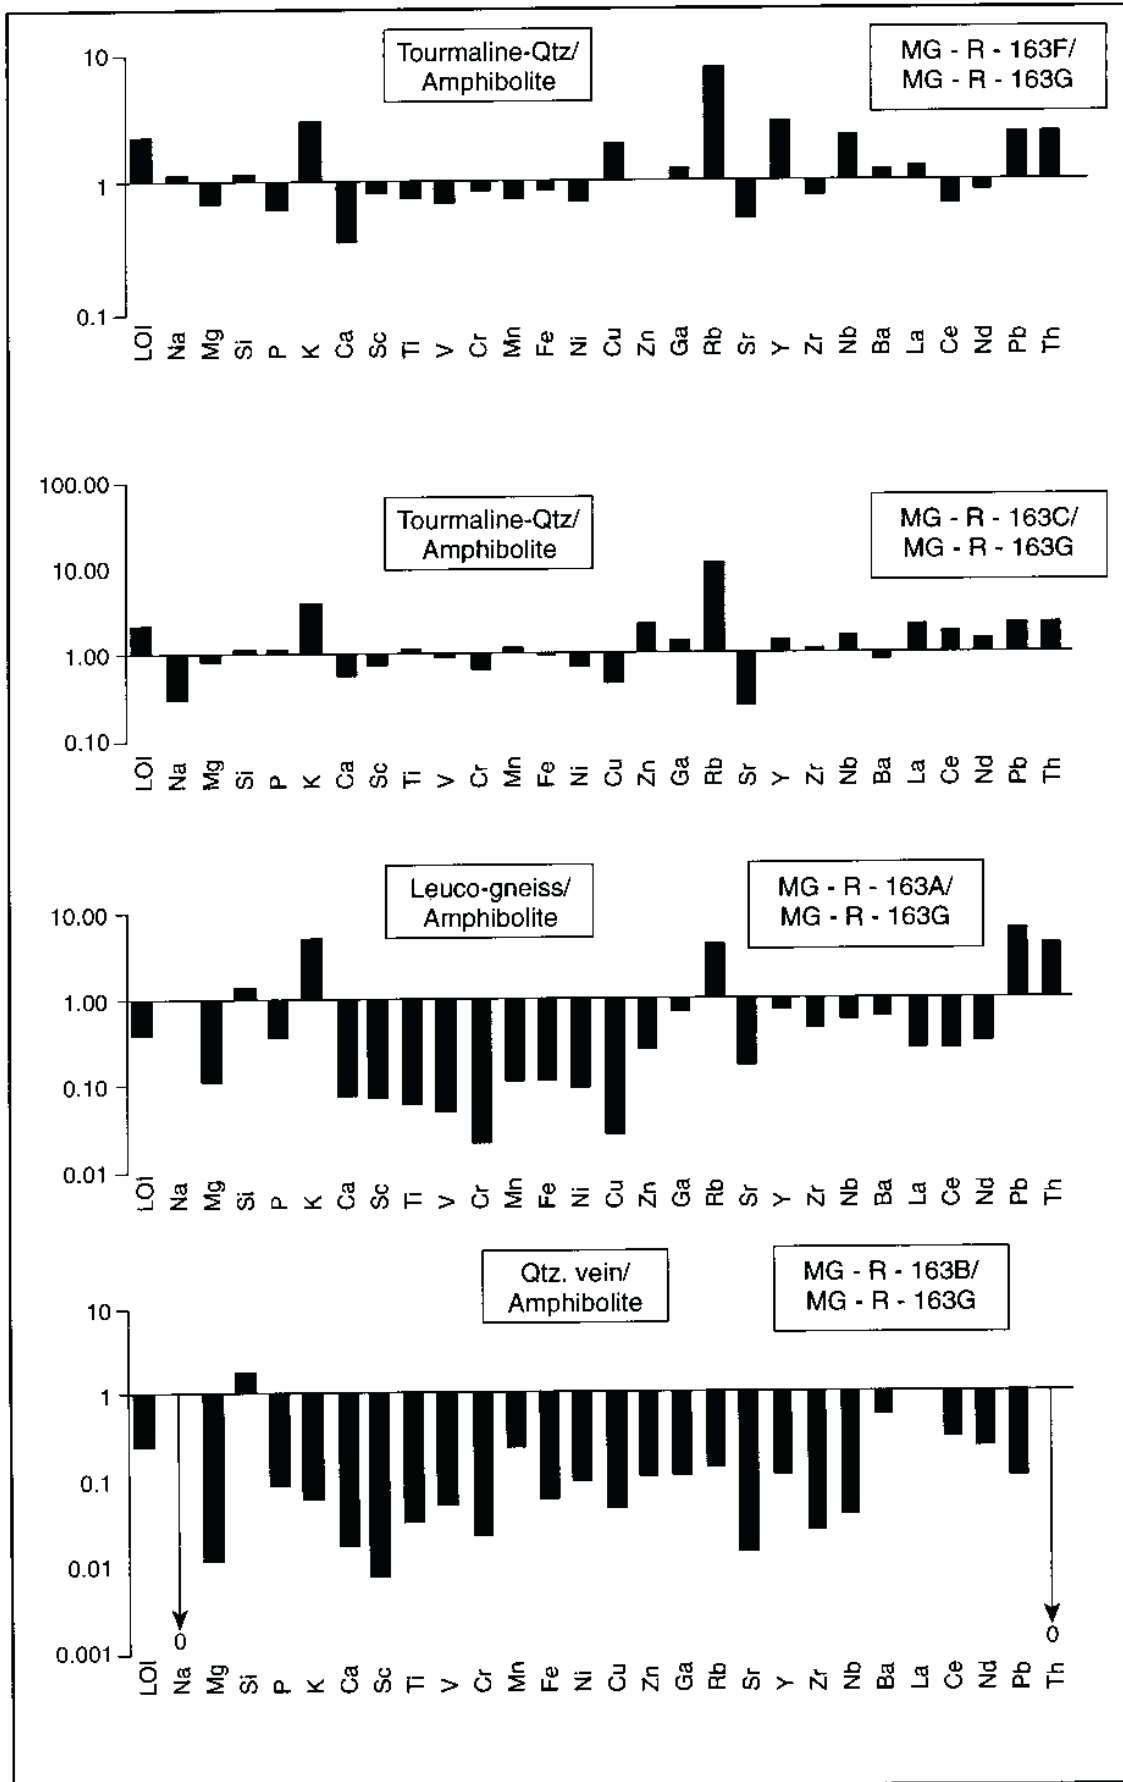 Tourmaline-Qtz/
Amphibolite
MG - R - 163F/
MG - R - 163G
10
1
0.1
LOI Na Mg Si P K Ca Sc Ti V Cr Mn Fe Ni Cu Zn Ga Rb Sr Y Zr Nb Ba La Ce Nd Pb Th
Tourmaline-Qtz/
Amphibolite
MG - R - 163C/
MG - R - 163G
100.00
10.00
1.00
0.10
LOI Na Mg Si P K Ca Sc Ti V Cr Mn Fe Ni Cu Zn Ga Rb Sr Y Zr Nb Ba La Ce Nd Pb Th
Leuco-gneiss/
Amphibolite
MG - R - 163A/
MG - R - 163G
10.00
1.00
0.10
0.01
LOI Na Mg Si P K Ca Sc Ti V Cr Mn Fe Ni Cu Zn Ga Rb Sr Y Zr Nb Ba La Ce Nd Pb Th
Qtz. vein/
Amphibolite
MG - R - 163B/
MG - R - 163G
10
1
0.1
0.01
0.001
0
0
LOI Na Mg Si P K Ca Sc Ti V Cr Mn Fe Ni Cu Zn Ga Rb Sr Y Zr Nb Ba La Ce Nd Pb Th